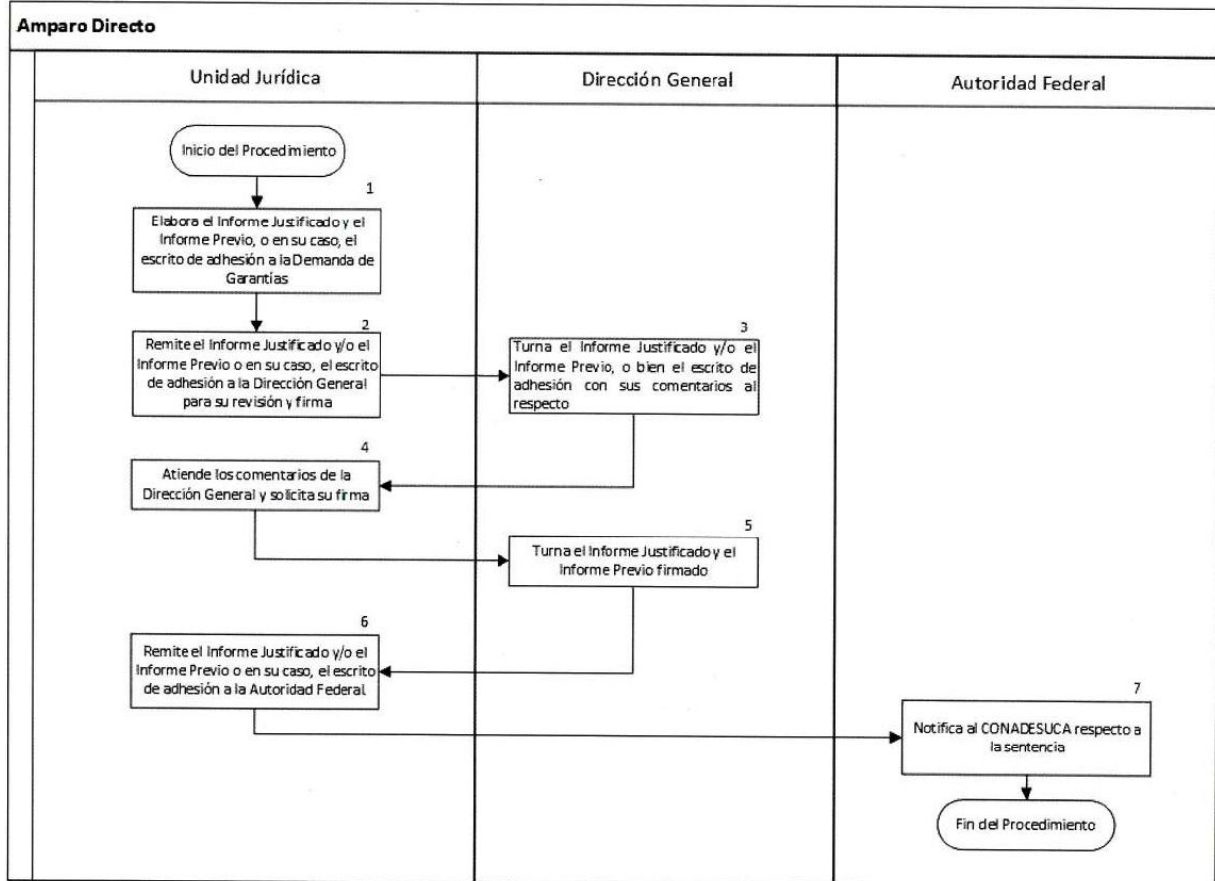 Amparo Directo
Unidad Jurídica
Dirección General
Autoridad Federal
Inicio del Procedimiento
1
Elabora el Informe Justificado y el
Informe Previo, o en su caso, el
escrito de adhesión a la Demanda de
Garantías
2
Remite el Informe Justificado y/o el
Informe Previo o en su caso, el escrito
de adhesión a la Dirección General
para su revisión y firma
3
Turna el Informe Justificado y/o el
Informe Previo, o bien el escrito de
adhesión con sus comentarios al
respecto
4
Atiende los comentarios de la
Dirección General y solicita su firma
5
Turna el Informe Justificado y el
Informe Previo firmado
6
Remite el Informe Justificado y/o el
Informe Previo o en su caso, el escrito
de adhesión a la Autoridad Federal.
7
Notifica al CONADESUCA respecto a
la sentencia
Fin del Procedimiento